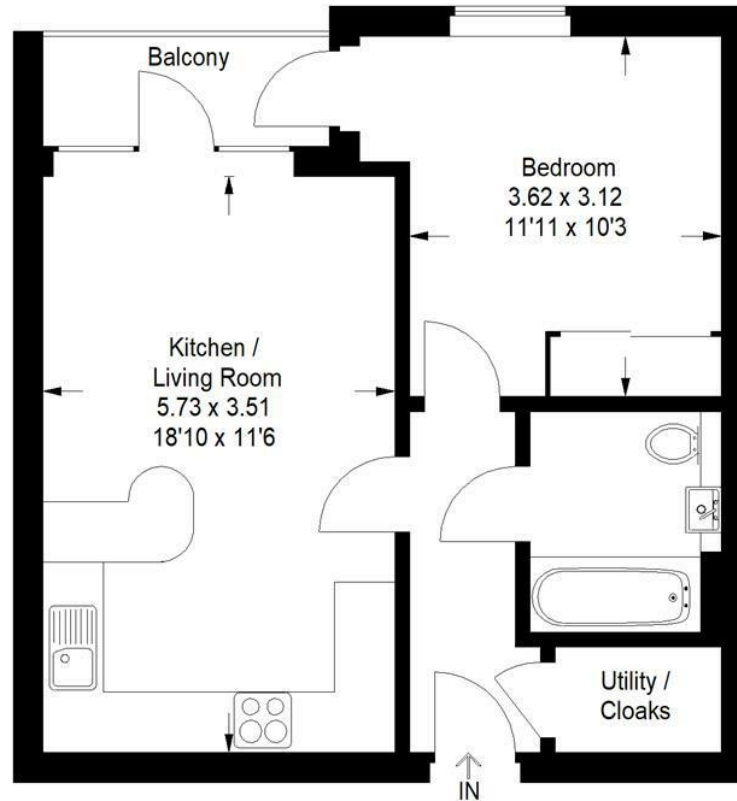 Balcony
Bedroom
3.62 x 3.12
11'11 x 10'3
Kitchen /
Living Room
5.73 x 3.51
18'10 x 11'6
Utility /
Cloaks
IN